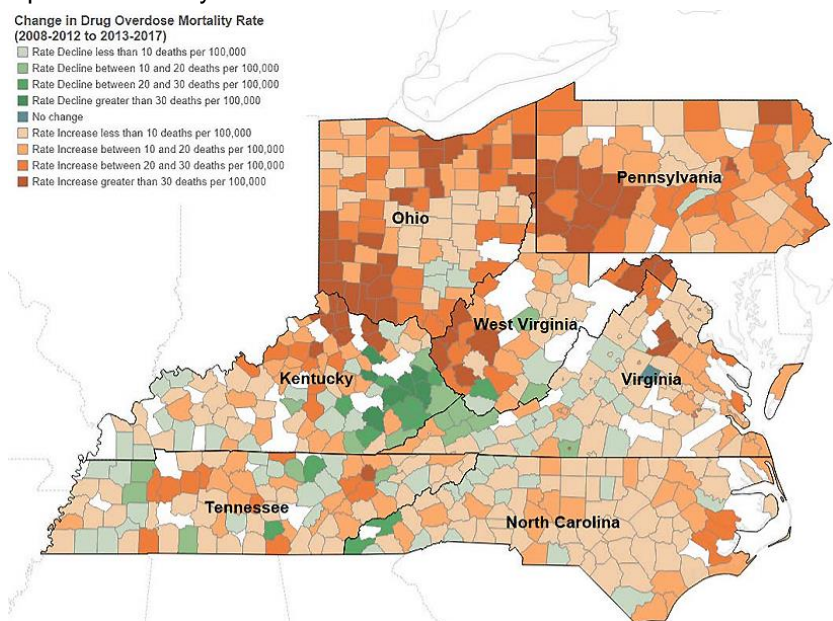 Change in Drug Overdose Mortality Rate
(2008-2012 to 2013-2017)
Rate Decline less than 10 deaths per 100,000
Rate Decline between 10 and 20 deaths per 100,000
Rate Decline between 20 and 30 deaths per 100,000
Rate Decline greater than 30 deaths per 100,000
No change
Rate Increase less than 10 deaths per 100,000
Rate Increase between 10 and 20 deaths per 100,000
Rate Increase between 20 and 30 deaths per 100,000
Rate Increase greater than 30 deaths per 100,000
Pennsylvania
Ohio
West Virginia
Kentucky
Virginia
Tennessee
North Carolina